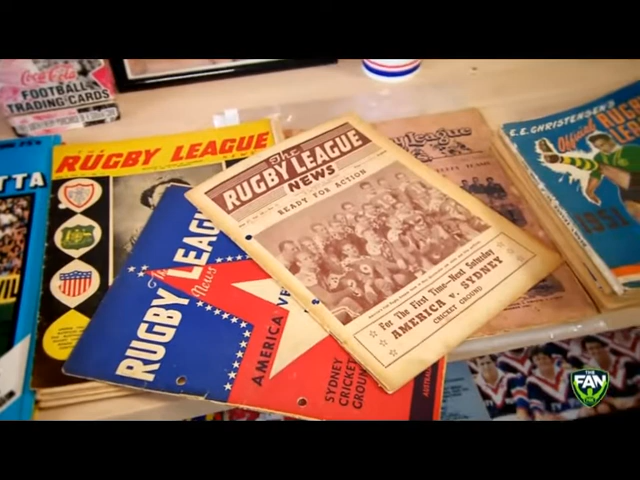 Coca-Cola
FOOTBALL
TRADING CARDS
TTA
THE
RUGBY LEAGUE
The
RUGBY LEAGUE
News
AMERICA V
SYDNEY
CRICKET
GROUND
The
RUGBY LEAGUE
NEWS
READY FOR ACTION
For The First Time—Next Saturday
AMERICA v. SYDNEY
CRICKET GROUND
RUGBY LEAGUE
E. E. CHRISTENSEN'S
Official
RUGBY
1951
THE
FAN